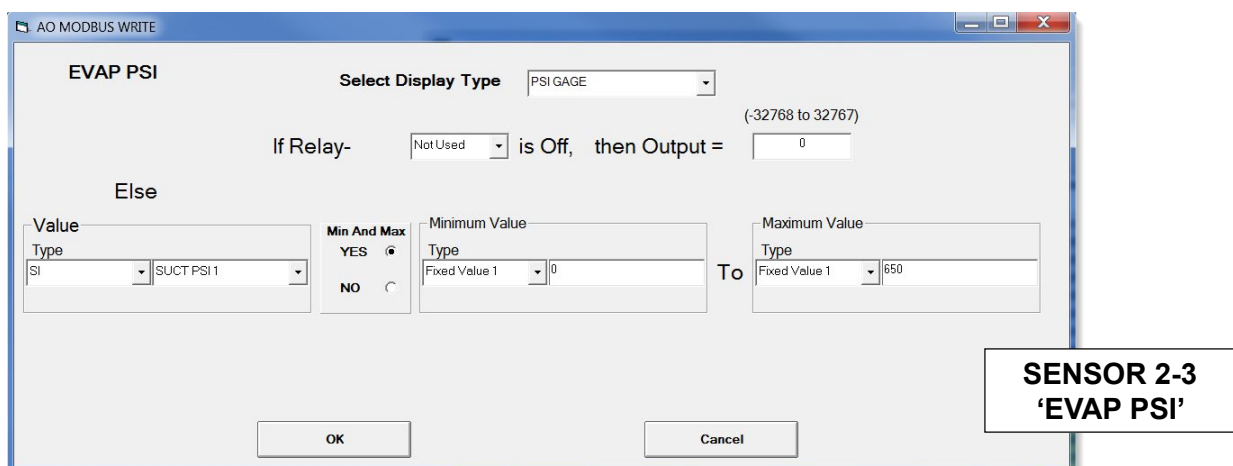 AO MODBUS WRITE
EVAP PSI
Select Display Type PSI GAGE
(-32768 to 32767)
If Relay- Not Used is Off, then Output = 0
Else
Value
Type
SI SUCT PSI 1
Min And Max
YES
NO
Minimum Value
Type
Fixed Value 1 0
To
Maximum Value
Type
Fixed Value 1 650
OK Cancel
SENSOR 2-3
‘EVAP PSI’